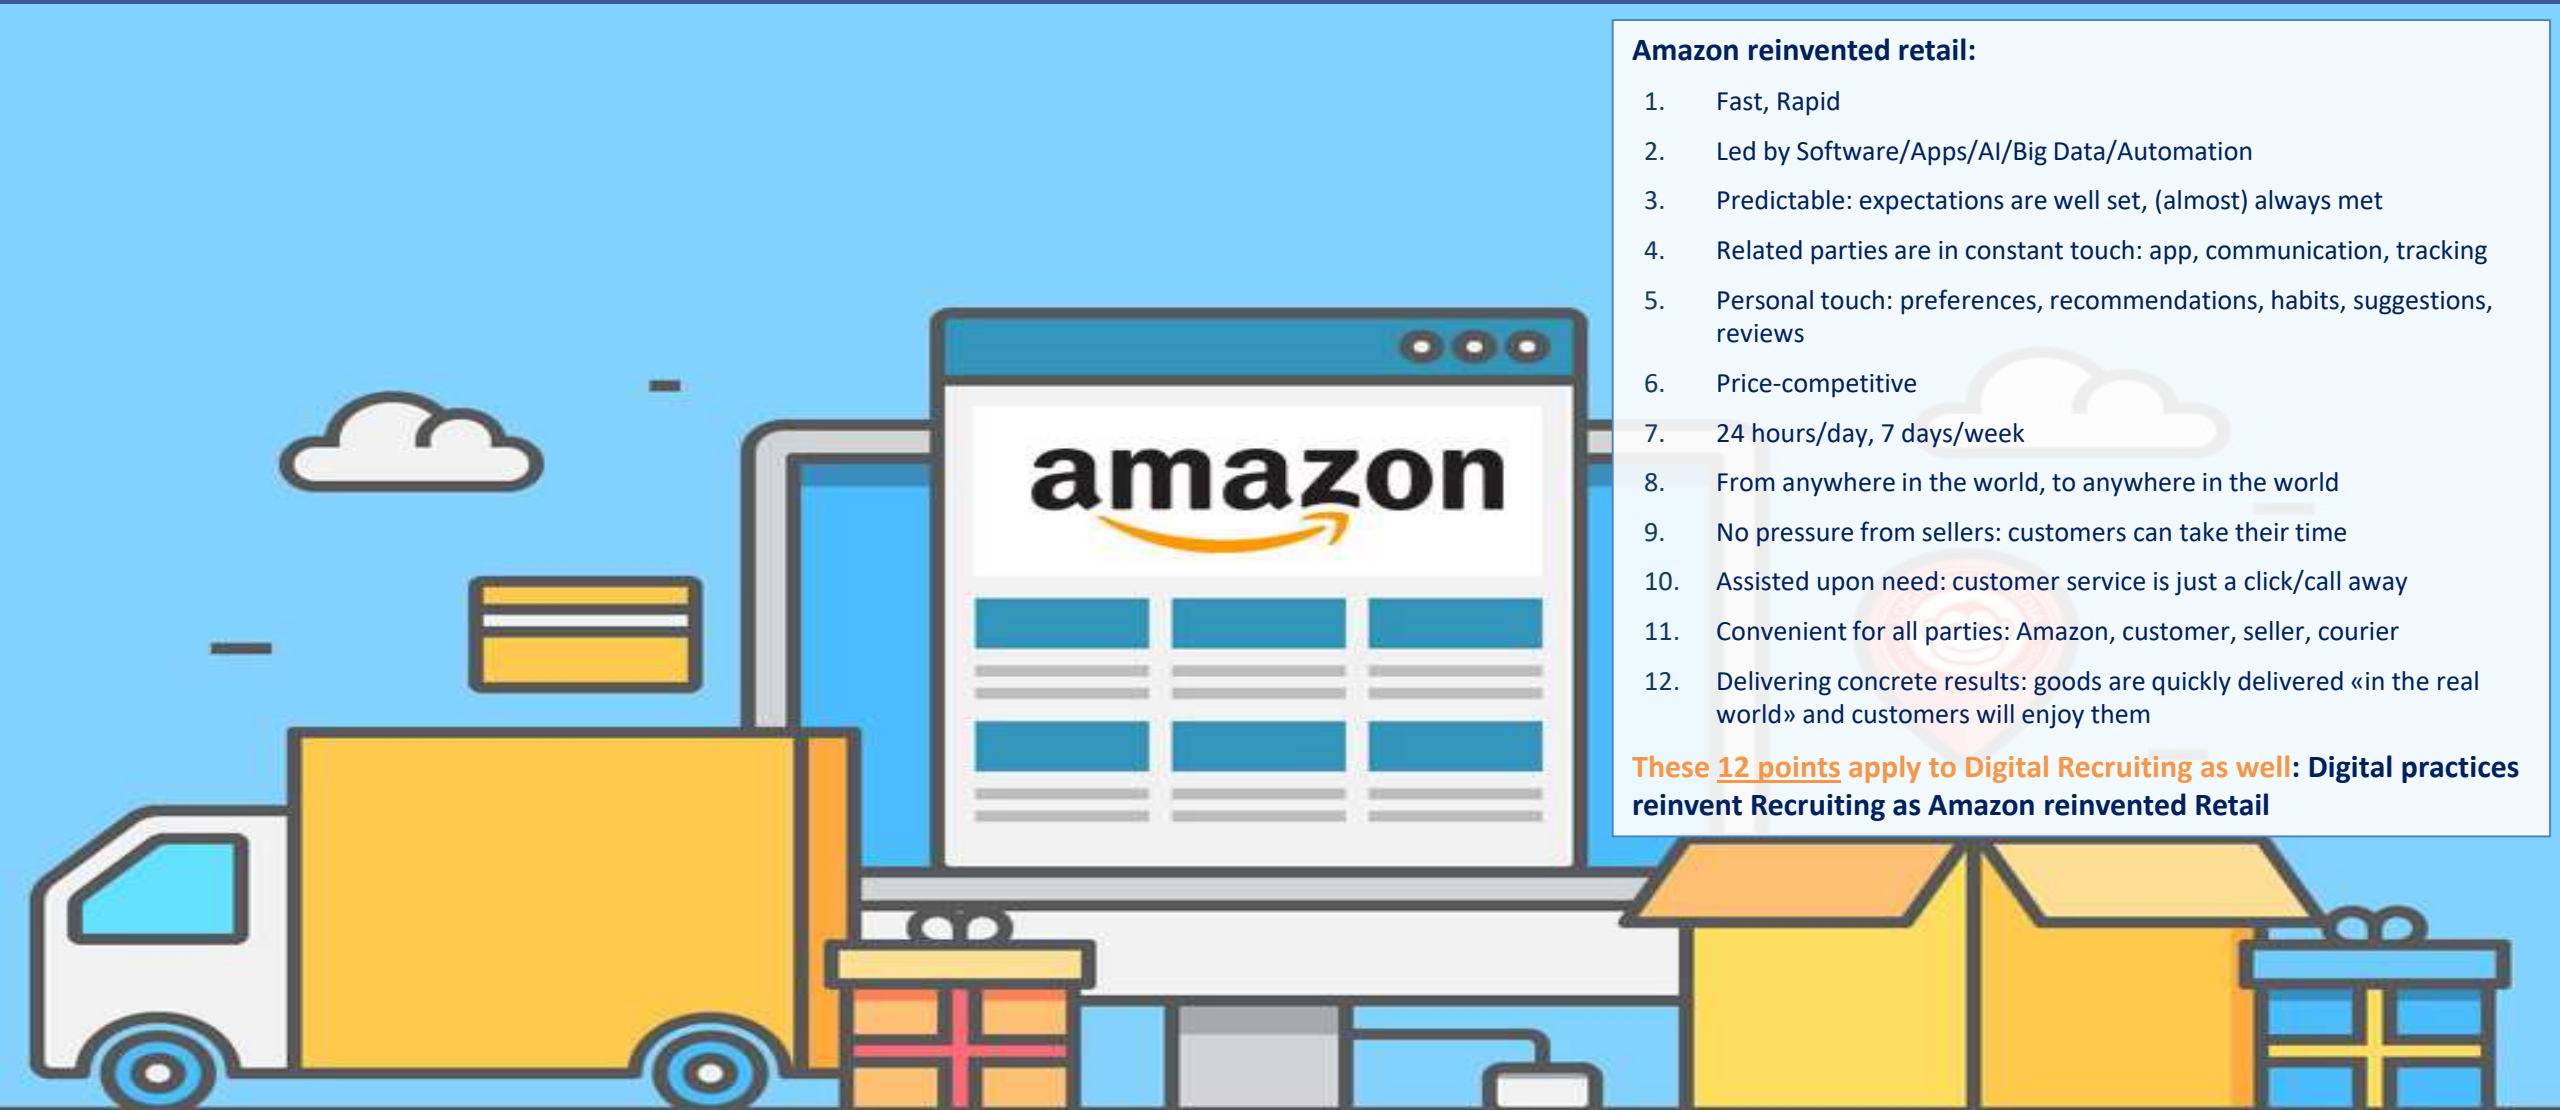 amazon
Amazon reinvented retail:
1. Fast, Rapid
2. Led by Software/Apps/AI/Big Data/Automation
3. Predictable: expectations are well set, (almost) always met
4. Related parties are in constant touch: app, communication, tracking
5. Personal touch: preferences, recommendations, habits, suggestions,
reviews
6. Price-competitive
7. 24 hours/day, 7 days/week
8. From anywhere in the world, to anywhere in the world
9. No pressure from sellers: customers can take their time
10. Assisted upon need: customer service is just a click/call away
11. Convenient for all parties: Amazon, customer, seller, courier
12. Delivering concrete results: goods are quickly delivered «in the real
world» and customers will enjoy them
These 12 points apply to Digital Recruiting as well: Digital practices
reinvent Recruiting as Amazon reinvented Retail